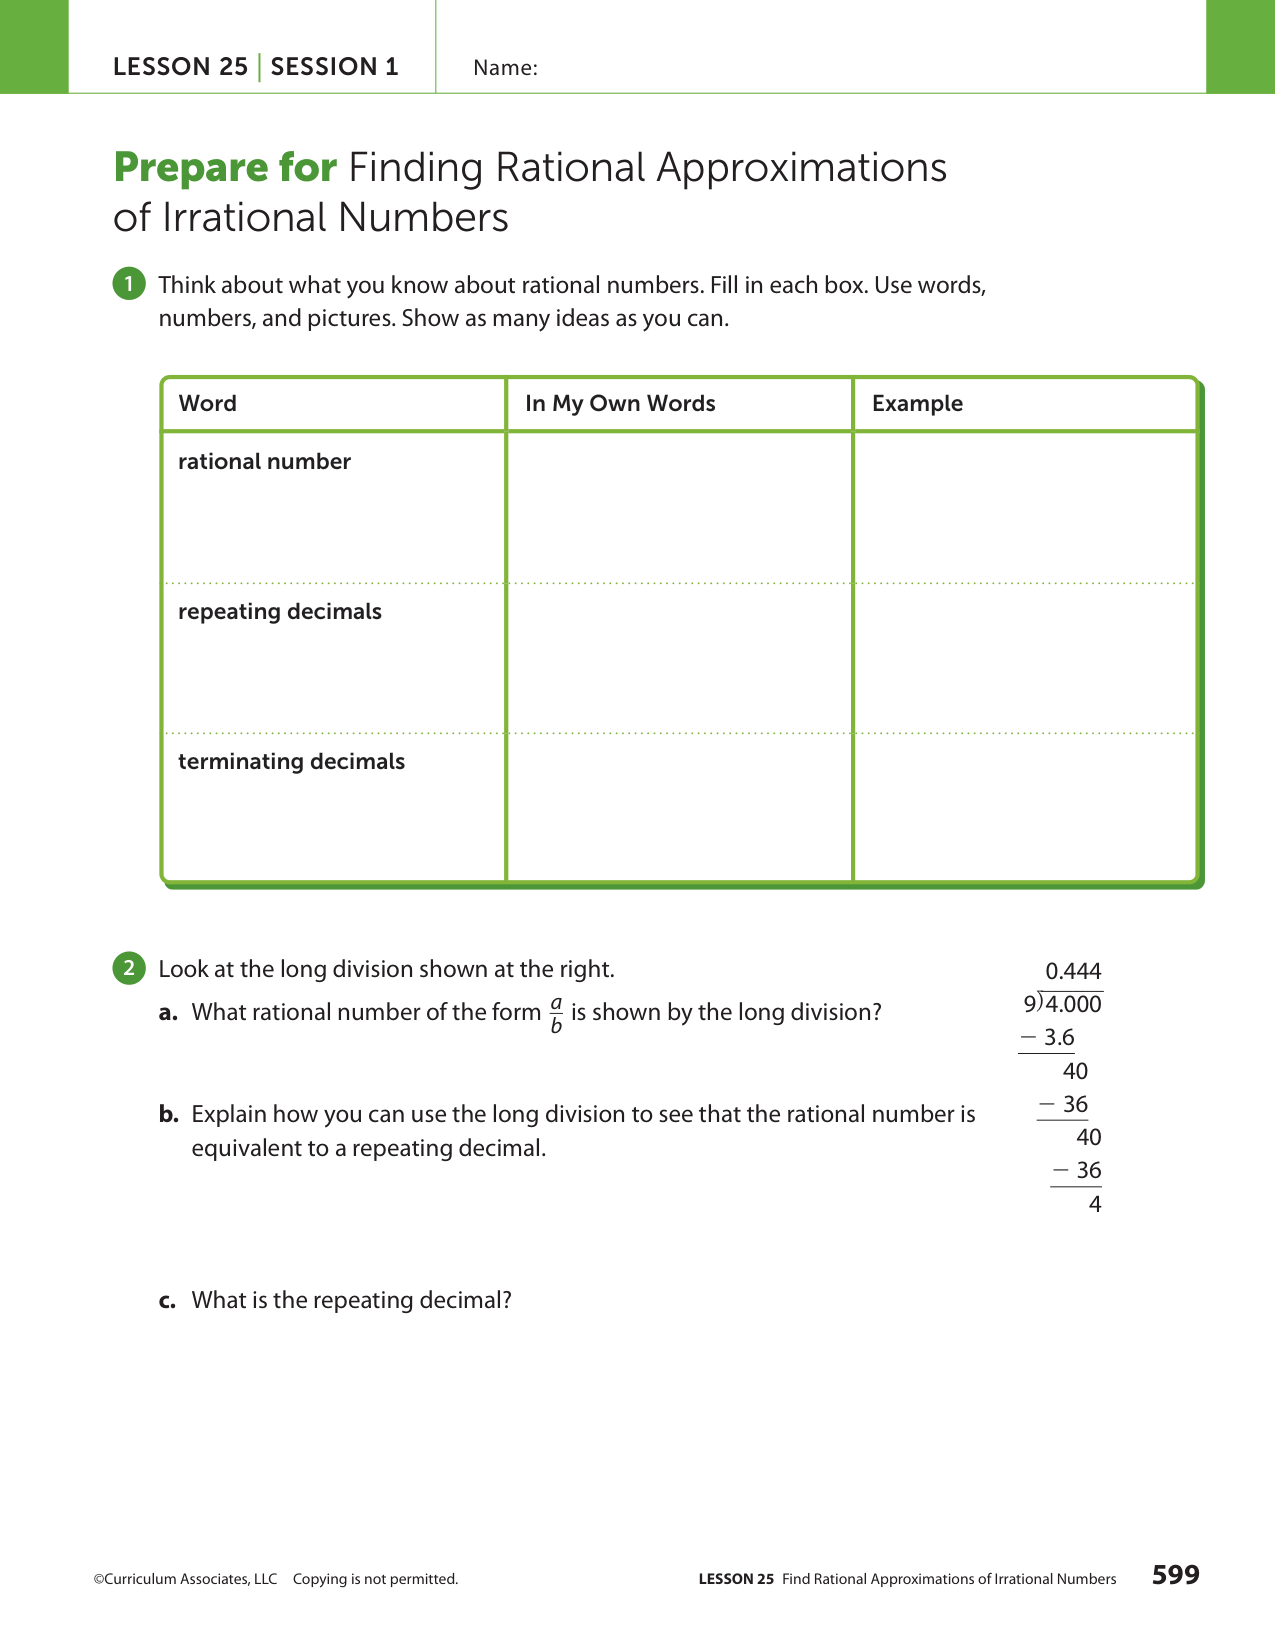 LESSON 25 | SESSION 1
Name:
Prepare for Finding Rational Approximations
of Irrational Numbers
1 Think about what you know about rational numbers. Fill in each box. Use words,
numbers, and pictures. Show as many ideas as you can.
Word In My Own Words Example
rational number
repeating decimals
terminating decimals
2 Look at the long division shown at the right.
a. What rational number of the form a/b is shown by the long division?
b. Explain how you can use the long division to see that the rational number is
equivalent to a repeating decimal.
c. What is the repeating decimal?
0.444
9)4.000
− 3.6
40
− 36
40
− 36
4
©Curriculum Associates, LLC Copying is not permitted.
LESSON 25 Find Rational Approximations of Irrational Numbers 599